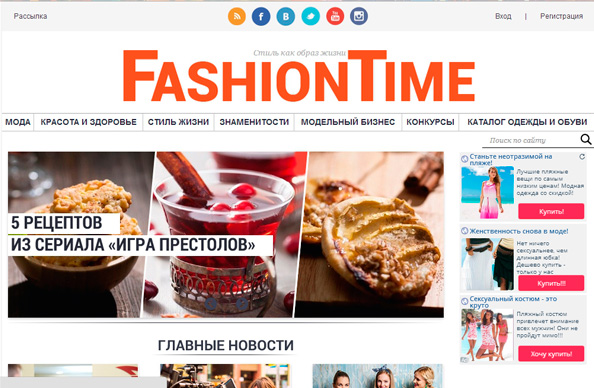 Рассылка
Вход | Регистрация
Стиль как образ жизни
FASHIONTIME
МОДА
КРАСОТА И ЗДОРОВЬЕ
СТИЛЬ ЖИЗНИ
ЗНАМЕНИТОСТИ
МОДЕЛЬНЫЙ БИЗНЕС
КОНКУРСЫ
КАТАЛОГ ОДЕЖДЫ И ОБУВИ
Поиск по сайту
5 РЕЦЕПТОВ
ИЗ СЕРИАЛА «ИГРА ПРЕСТОЛОВ»
Станьте неотразимой на
пляже!
Лучшие пляжные
вещи по самым
низким ценам! Модная
одежда со скидкой!
Купить!
Женственность снова в моде!
Нет ничего
сексуальнее, чем
длинная юбка!
Дешево купить -
только у нас
Купить!!!
Сексуальный костюм - это
круто
Пляжный костюм
привлечет внимание
всех мужчин! Они не
пройдут мимо!
Хочу купить!
ГЛАВНЫЕ НОВОСТИ